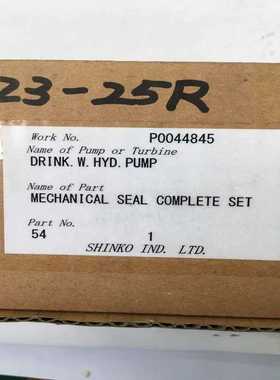 23-25R
Work No. P0044845
Name of Pump or Turbine
DRINK.W.HYD.PUMP
Name of Part
MECHANICAL SEAL COMPLETE SET
Part No.
54 1
SHINKO IND. LTD.